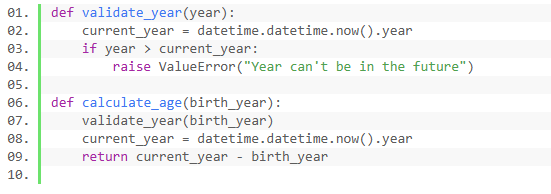 01. def validate_year(year):
02.     current_year = datetime.datetime.now().year
03.     if year > current_year:
04.         raise ValueError("Year can't be in the future")
05.
06. def calculate_age(birth_year):
07.     validate_year(birth_year)
08.     current_year = datetime.datetime.now().year
09.     return current_year - birth_year
10.